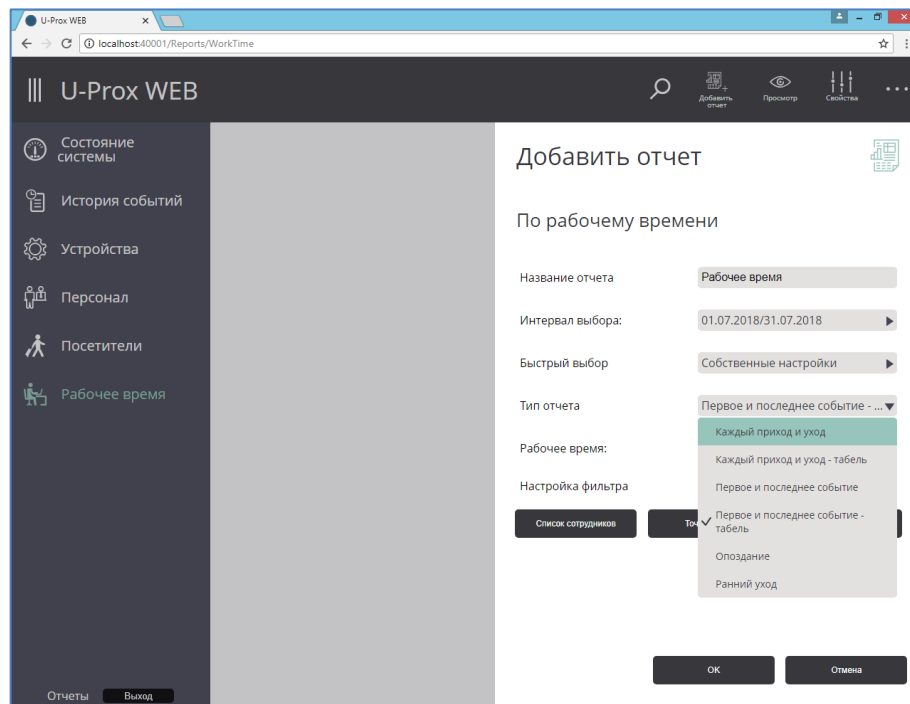 U-Prox WEB
localhost:40001/Reports/WorkTime
U-Prox WEB
Добавить
отчет
Просмотр
Свойства
Состояние
системы
История событий
Устройства
Персонал
Посетители
Рабочее время
Отчеты
Выход
Добавить отчет
По рабочему времени
Название отчета
Рабочее время
Интервал выбора:
01.07.2018/31.07.2018
Быстрый выбор
Собственные настройки
Тип отчета
Первое и последнее событие - ...
Каждый приход и уход
Каждый приход и уход - табель
Первое и последнее событие
Первое и последнее событие -
табель
Опоздание
Ранний уход
Рабочее время:
Настройка фильтра
Список сотрудников
OK
Отмена